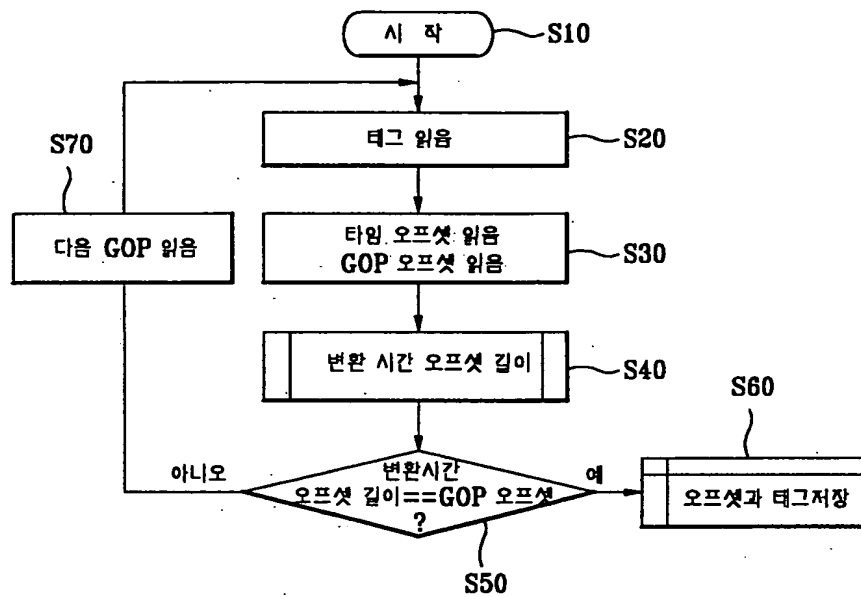 시 작
S10
태그 읽음
S20
S70
다음 GOP 읽음
타임 오프셋 읽음
GOP 오프셋 읽음
S30
변환 시간 오프셋 길이
S40
S60
아니오
변환시간
오프셋 길이==GOP 오프셋
?
예
오프셋과 태그저장
S50